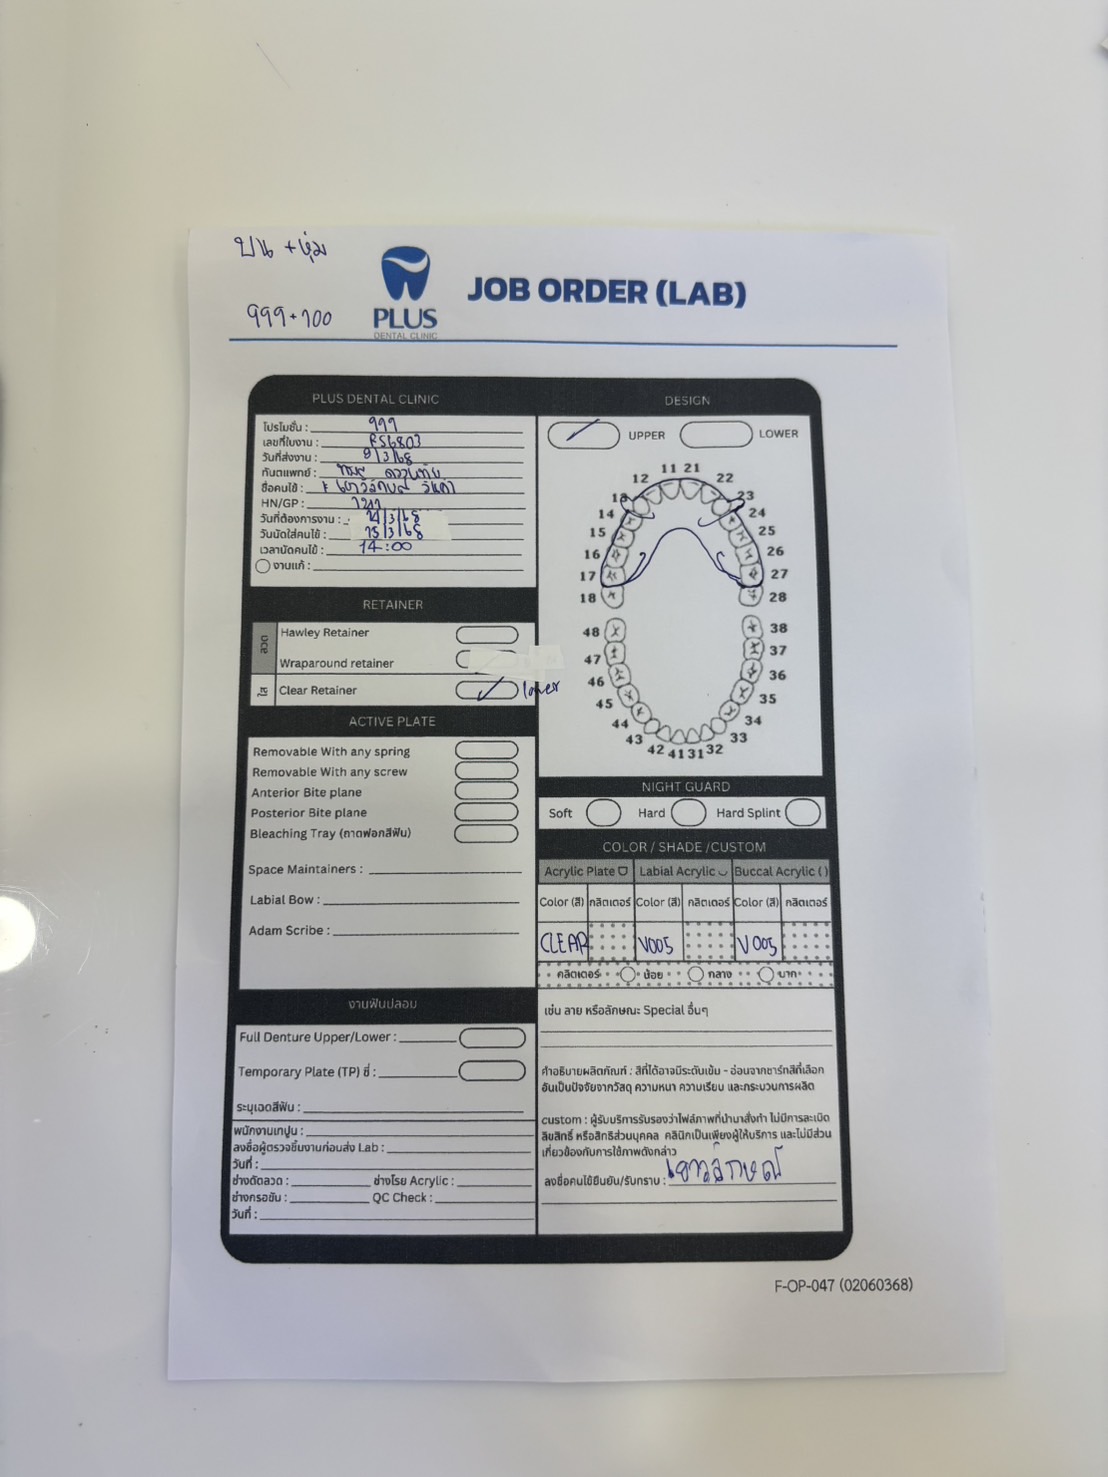 บน + หุ่ม
999+100
PLUS
DENTAL CLINIC
JOB ORDER (LAB)
PLUS DENTAL CLINIC
โปรโมชั่น : 999
เลขที่ใบงาน : RS6803
วันที่ส่งงาน : 8/3/68
ทันตแพทย์ :
ชื่อคนไข้ :
HN/GP :
วันที่ต้องการงาน : 14/3/68
วันนัดใส่คนไข้ : 15/3/68
เวลานัดคนไข้ : 14:00
งานแก้ :
RETAINER
ลวด
Hawley Retainer
Wraparound retainer
ใส
Clear Retainer
lower
ACTIVE PLATE
Removable With any spring
Removable With any screw
Anterior Bite plane
Posterior Bite plane
Bleaching Tray (ถาดฟอกสีฟัน)
Space Maintainers :
Labial Bow :
Adam Scribe :
งานฟันปลอม
Full Denture Upper/Lower :
Temporary Plate (TP) ซี่ :
ระบุเฉดสีฟัน :
พนักงานเทปูน :
ลงชื่อผู้ตรวจชิ้นงานก่อนส่ง Lab :
วันที่ :
ช่างดัดลวด : ช่างโรย Acrylic :
ช่างกรอขัด : QC Check :
วันที่ :
DESIGN
UPPER LOWER
11 21
12 22
13 23
14 24
15 25
16 26
17 27
18 28
48 38
47 37
46 36
45 35
44 34
43 33
42 41 31 32
NIGHT GUARD
Soft Hard Hard Splint
COLOR / SHADE /CUSTOM
Acrylic Plate Labial Acrylic Buccal Acrylic ( )
Color (สี) กลิตเตอร์ Color (สี) กลิตเตอร์ Color (สี) กลิตเตอร์
CLEAR V005 V005
กลิตเตอร์ น้อย กลาง มาก
เช่น ลาย หรือลักษณะ Special อื่นๆ
คำอธิบายผลิตภัณฑ์ : สีที่ได้อาจมีระดับเข้ม - อ่อนจากชาร์ทสีที่เลือก
อันเป็นปัจจัยจากวัสดุ ความหนา ความเรียบ และกระบวนการผลิต
custom : ผู้รับบริการรับรองว่าไฟล์ภาพที่นำมาสั่งทำ ไม่มีการละเมิด
ลิขสิทธิ์ หรือสิทธิส่วนบุคคล คลินิกเป็นเพียงผู้ให้บริการ และไม่มีส่วน
เกี่ยวข้องกับการใช้ภาพดังกล่าว
ลงชื่อคนไข้ยืนยัน/รับทราบ : เยาวลักษณ์
F-OP-047 (02060368)